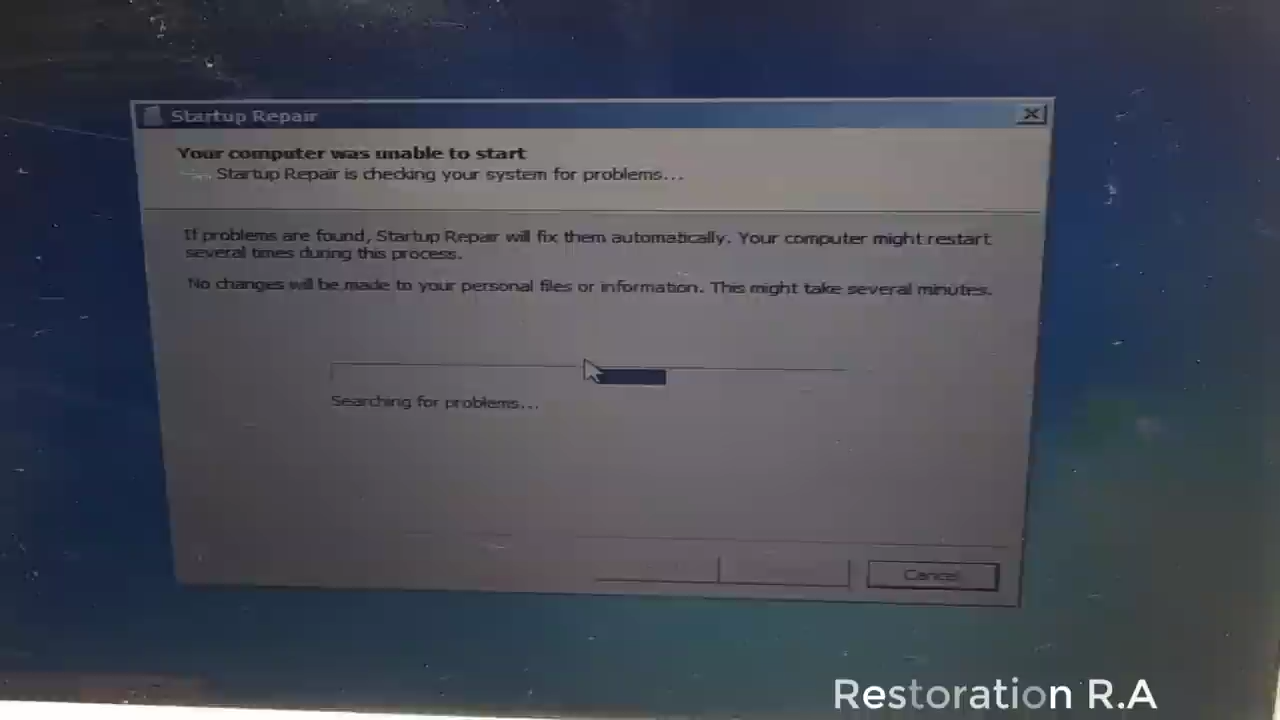 Startup Repair
Your computer was unable to start
Startup Repair is checking your system for problems...
If problems are found, Startup Repair will fix them automatically. Your computer might restart
several times during this process.
No changes will be made to your personal files or information. This might take several minutes.
Searching for problems...
Cancel
Restoration R.A